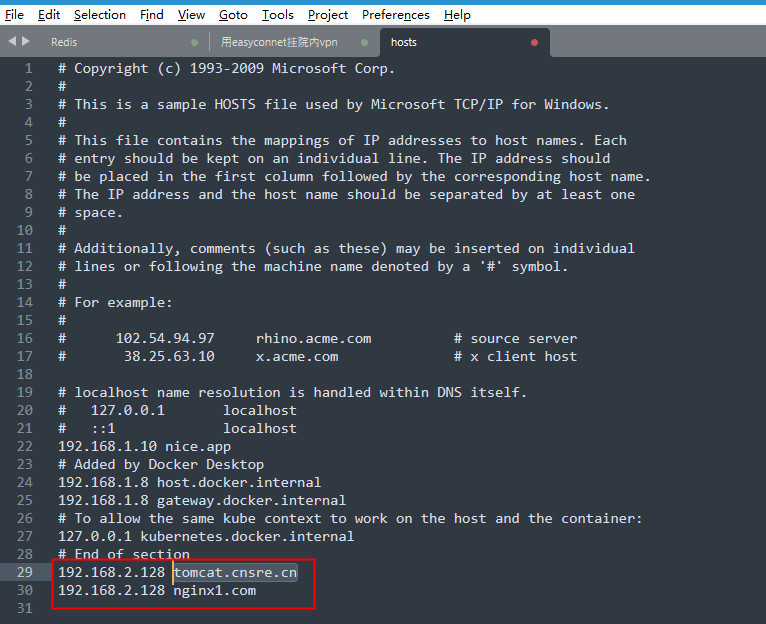 File Edit Selection Find View Goto Tools Project Preferences Help
Redis 用easyconnet挂院内vpn hosts
1 # Copyright (c) 1993-2009 Microsoft Corp.
2 #
3 # This is a sample HOSTS file used by Microsoft TCP/IP for Windows.
4 #
5 # This file contains the mappings of IP addresses to host names. Each
6 # entry should be kept on an individual line. The IP address should
7 # be placed in the first column followed by the corresponding host name.
8 # The IP address and the host name should be separated by at least one
9 # space.
10 #
11 # Additionally, comments (such as these) may be inserted on individual
12 # lines or following the machine name denoted by a '#' symbol.
13 #
14 # For example:
15 #
16 #      102.54.94.97     rhino.acme.com          # source server
17 #       38.25.63.10     x.acme.com              # x client host
18
19 # localhost name resolution is handled within DNS itself.
20 #   127.0.0.1       localhost
21 #   ::1             localhost
22 192.168.1.10 nice.app
23 # Added by Docker Desktop
24 192.168.1.8 host.docker.internal
25 192.168.1.8 gateway.docker.internal
26 # To allow the same kube context to work on the host and the container:
27 127.0.0.1 kubernetes.docker.internal
28 # End of section
29 192.168.2.128 tomcat.cnsre.cn
30 192.168.2.128 nginx1.com
31